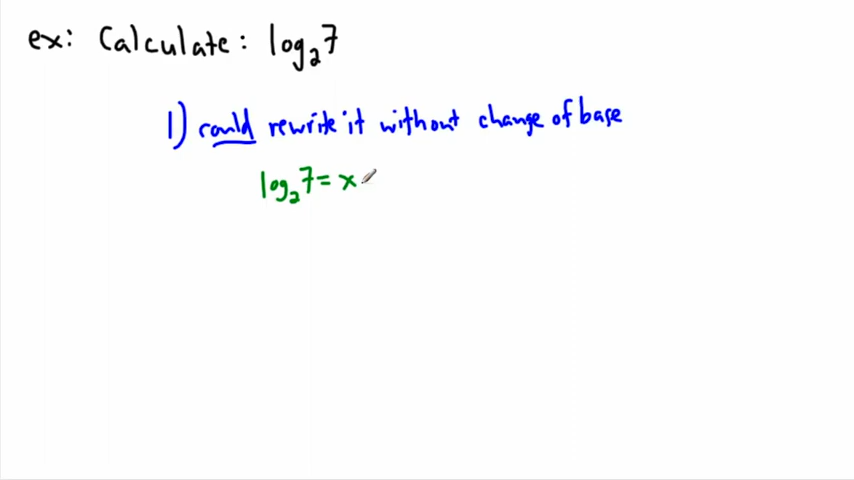 ex: Calculate: log₂7
1) could rewrite it without change of base
log₂7 = x